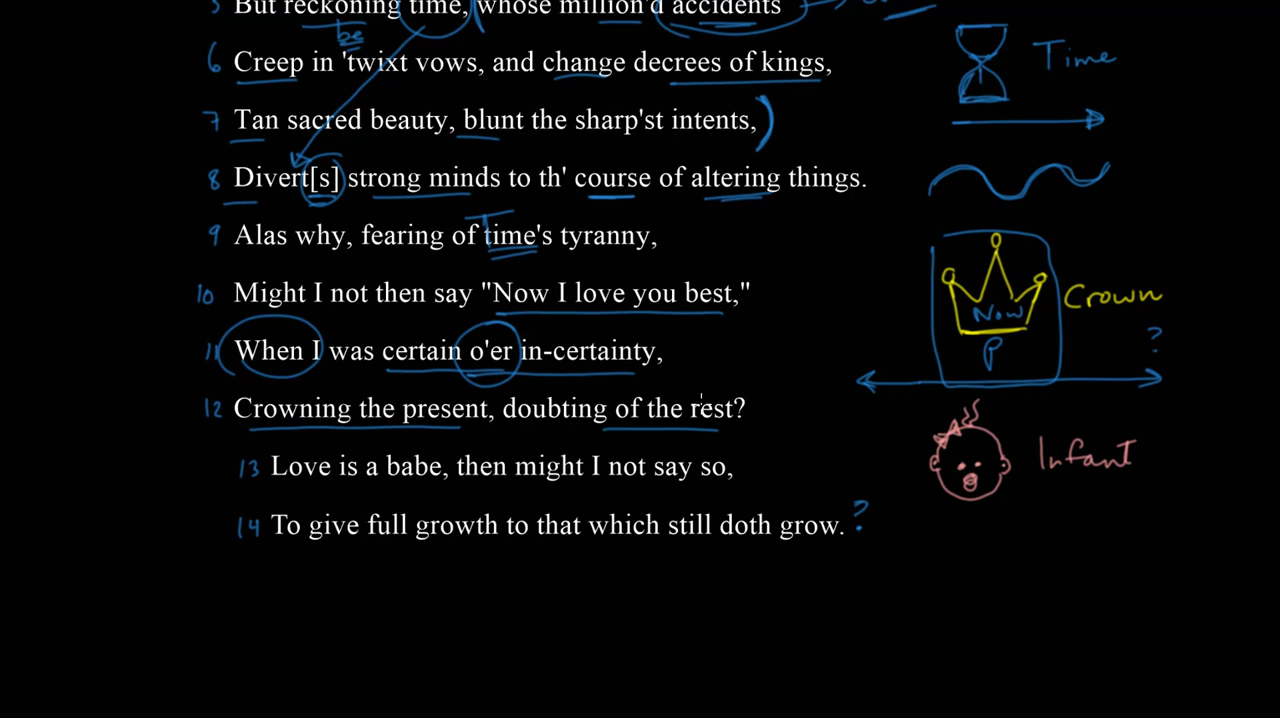 5 But reckoning time, whose million'd accidents
be
6 Creep in 'twixt vows, and change decrees of kings,
Time
7 Tan sacred beauty, blunt the sharp'st intents,)
8 Divert[s] strong minds to th' course of altering things.
9 Alas why, fearing of time's tyranny,
T
10 Might I not then say "Now I love you best,"
Crown
Now
P
?
11 When I was certain o'er in-certainty,
12 Crowning the present, doubting of the rest?
13 Love is a babe, then might I not say so,
Infant
14 To give full growth to that which still doth grow. ?